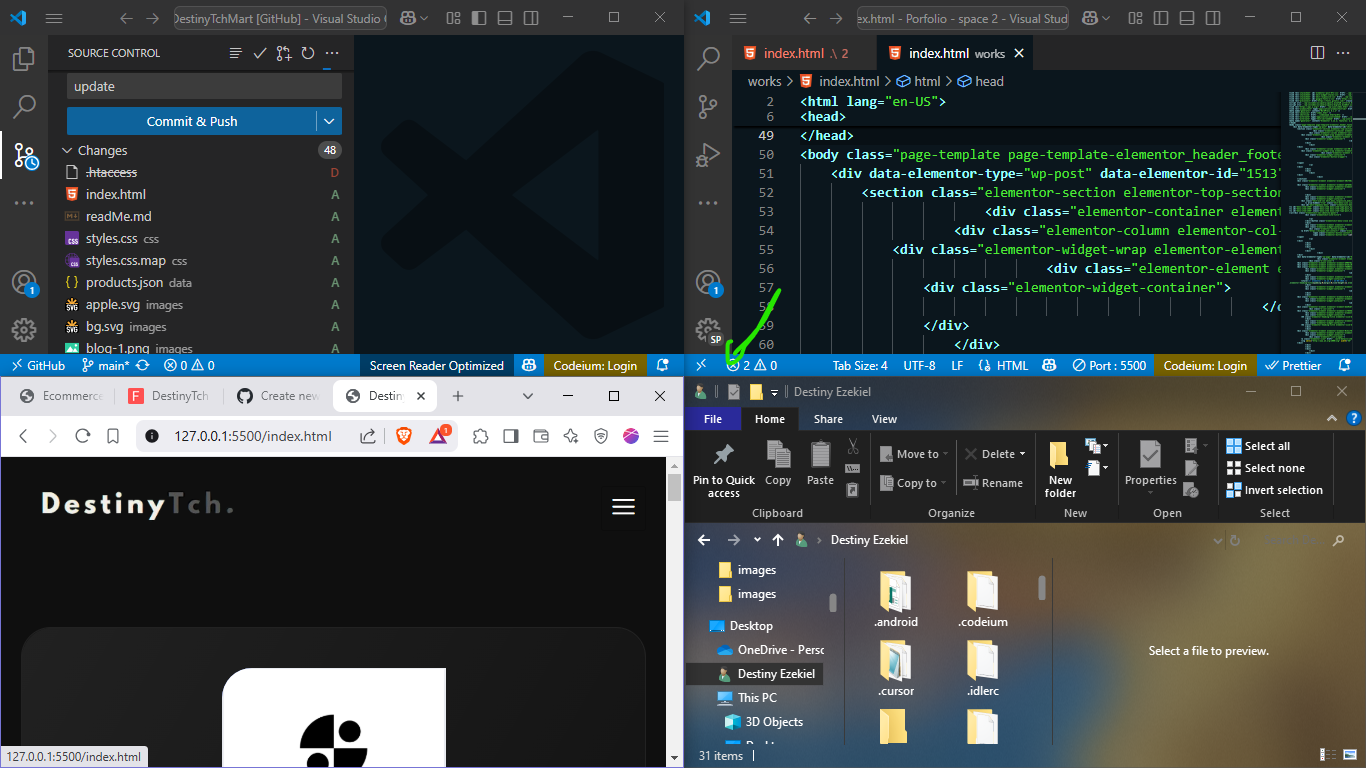 DestinyTchMart [GitHub] - Visual Studio
SOURCE CONTROL
update
Commit & Push
Changes 48
.htaccess D
index.html A
readMe.md A
styles.css css A
styles.css.map css A
products.json data A
apple.svg images A
bg.svg images A
blog-1.png images
1
GitHub main* 0 0 Screen Reader Optimized Codeium: Login
ex.html - Porfolio - space 2 - Visual Stud
index.html .\ 2 index.html works
works > index.html > html > head
2 <html lang="en-US">
6 <head>
49 </head>
50 <body class="page-template page-template-elementor_header_foote
51 <div data-elementor-type="wp-post" data-elementor-id="1513"
52 <section class="elementor-section elementor-top-section
53 <div class="elementor-container element
54 <div class="elementor-column elementor-col-
55 <div class="elementor-widget-wrap elementor-element
56 <div class="elementor-element e
57 <div class="elementor-widget-container">
58 </d
59 </div>
60 </div>
1
SP
2 0 Tab Size: 4 UTF-8 LF {} HTML Port : 5500 Codeium: Login Prettier
Ecommerce DestinyTch Create new Destiny
127.0.0.1:5500/index.html 1
DestinyTch.
127.0.0.1:5500/index.html
Destiny Ezekiel
File Home Share View
Pin to Quick access
Copy
Paste
Move to
Copy to
Delete
Rename
New folder
Properties
Select all
Select none
Invert selection
Clipboard Organize New Open Select
Destiny Ezekiel
images
images
Desktop
OneDrive - Perso
Destiny Ezekiel
This PC
3D Objects
.android .codeium
.cursor .idlerc
Select a file to preview.
31 items